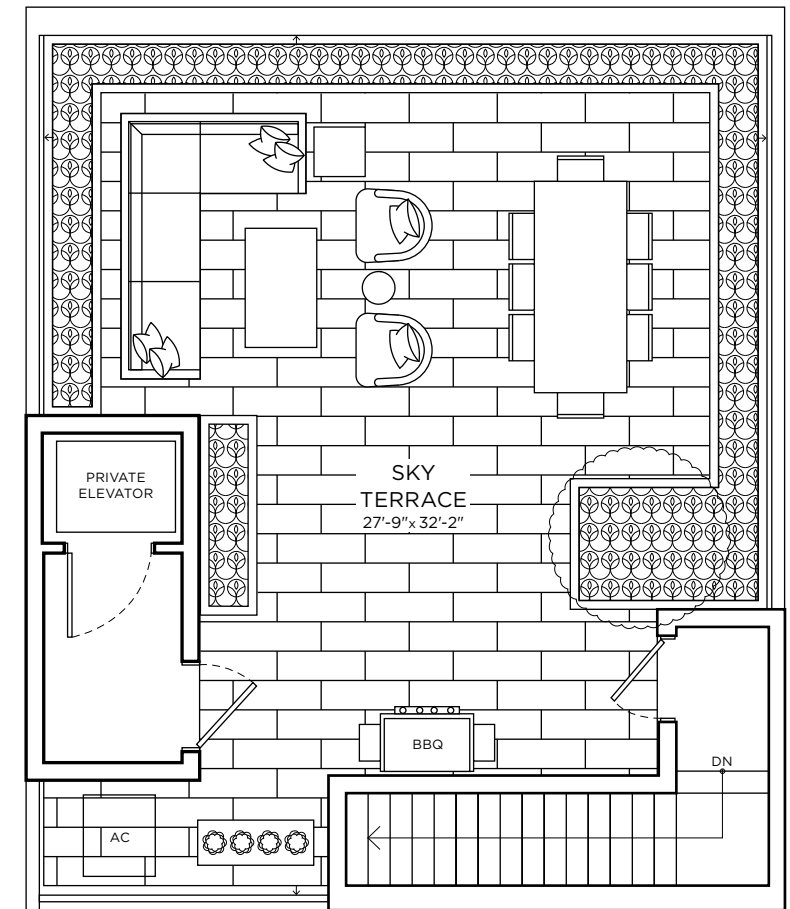 SKY
TERRACE
27'-9"x 32'-2"
PRIVATE
ELEVATOR
BBQ
DN
AC